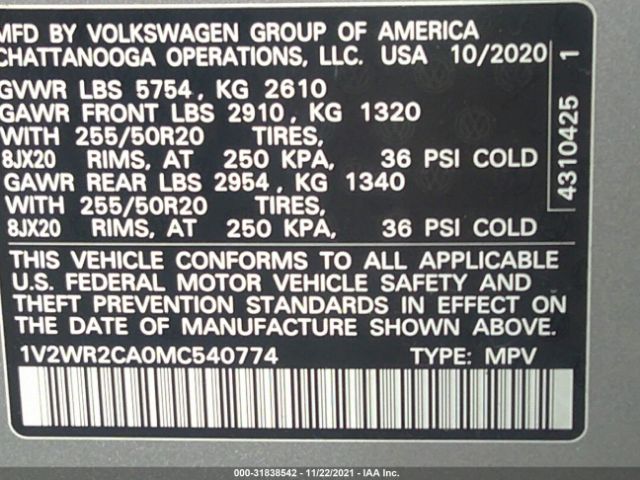 MFD BY VOLKSWAGEN GROUP OF AMERICA
CHATTANOOGA OPERATIONS, LLC. USA 10/2020
GVWR LBS 5754, KG 2610
GAWR FRONT LBS 2910, KG 1320
WITH 255/50R20 TIRES,
8JX20 RIMS, AT 250 KPA, 36 PSI COLD
GAWR REAR LBS 2954, KG 1340
WITH 255/50R20 TIRES,
8JX20 RIMS, AT 250 KPA, 36 PSI COLD
4310425 1
THIS VEHICLE CONFORMS TO ALL APPLICABLE
U.S. FEDERAL MOTOR VEHICLE SAFETY AND
THEFT PREVENTION STANDARDS IN EFFECT ON
THE DATE OF MANUFACTURE SHOWN ABOVE.
1V2WR2CA0MC540774 TYPE: MPV
000-31838542 - 11/22/2021 - IAA Inc.